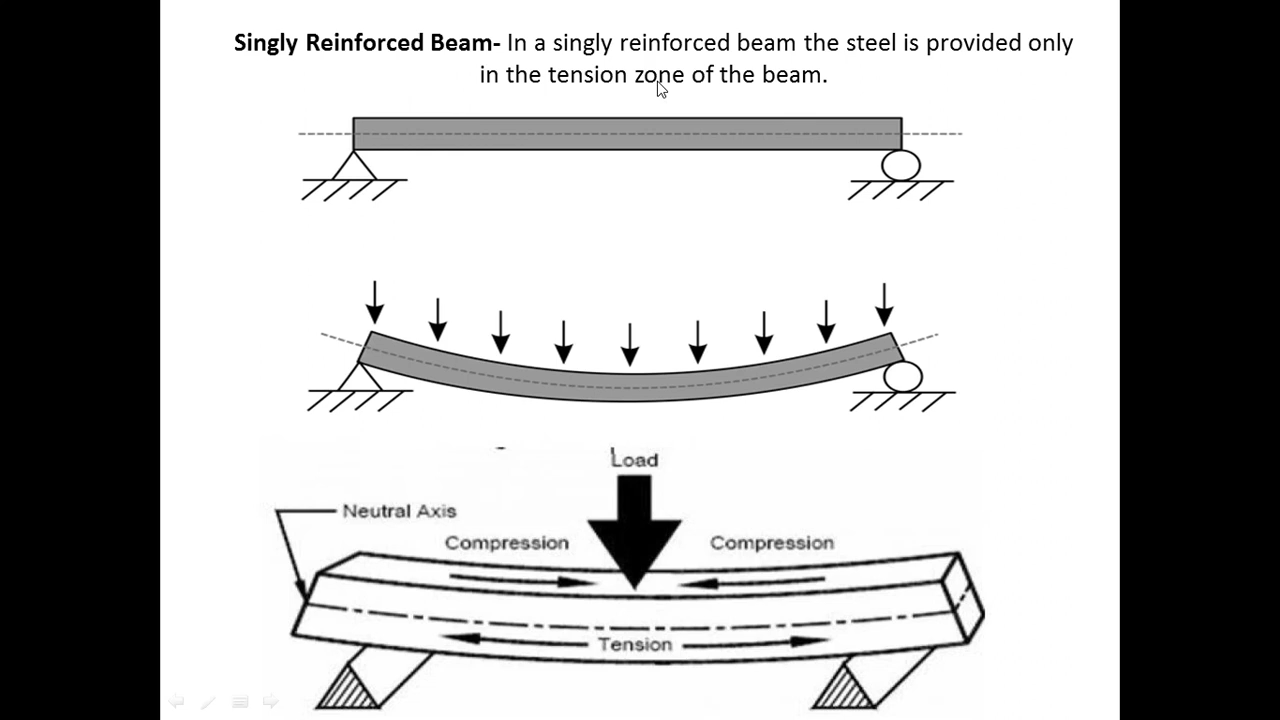 Singly Reinforced Beam- In a singly reinforced beam the steel is provided only
in the tension zone of the beam.
Load
Neutral Axis
Compression
Compression
Tension